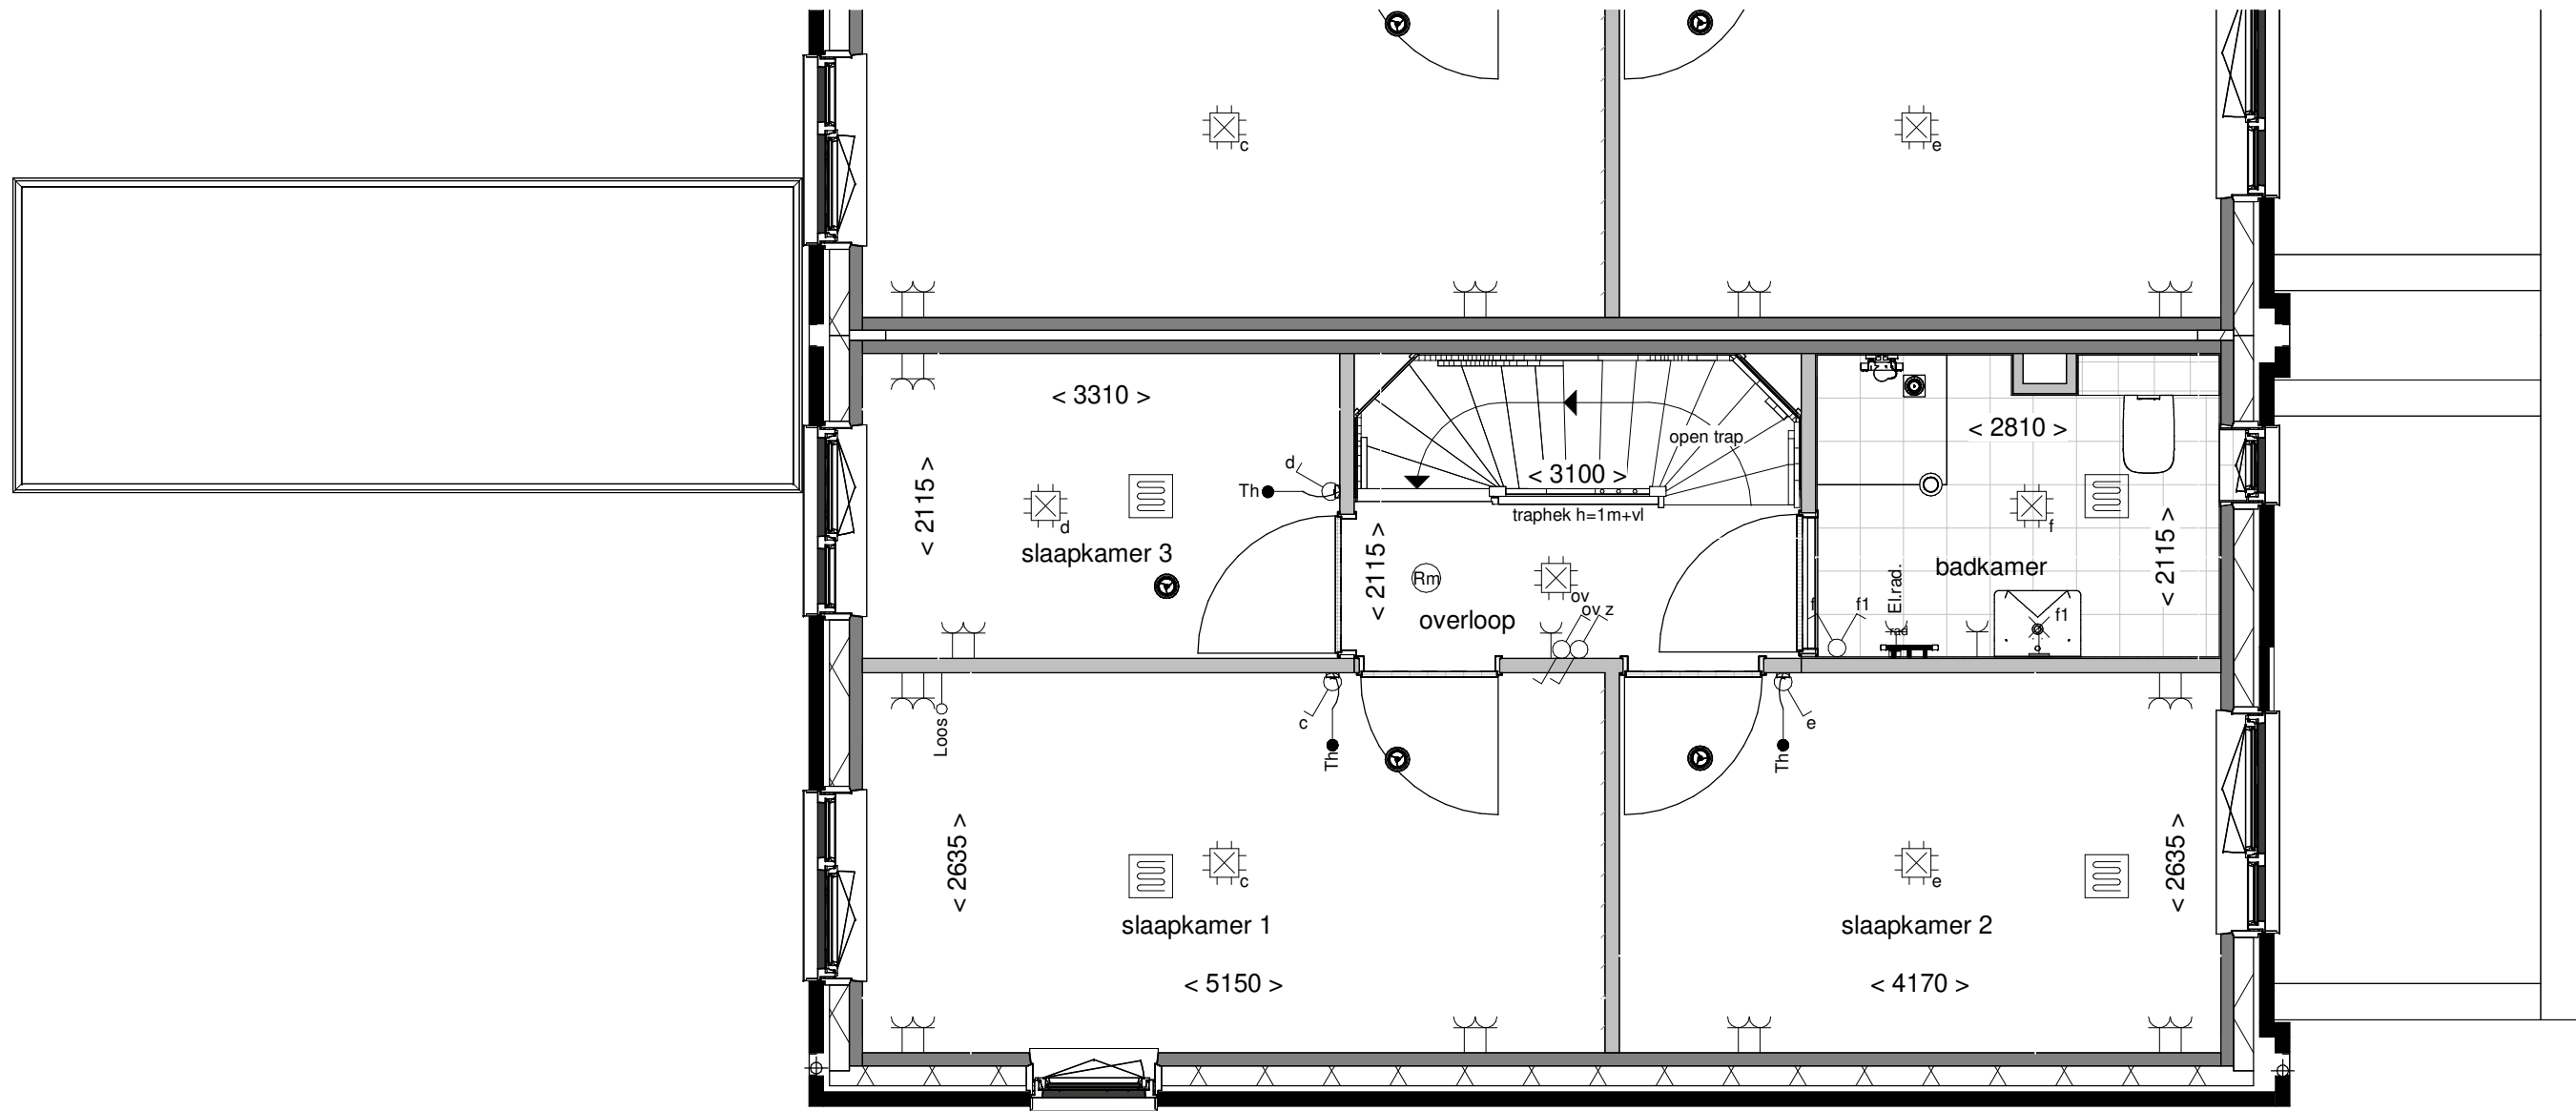 c
e
< 3310 >
< 2810 >
open trap
< 2115 >
d
Th
< 3100 >
traphek h=1m+vl
d
f
slaapkamer 3
< 2115 >
Rm
ov
overloop
ov z
badkamer
< 2115 >
El.rad.
rad
f
f1
f1
Loos
c
Th
e
Th
< 2635 >
c
e
< 2635 >
slaapkamer 1
slaapkamer 2
< 5150 >
< 4170 >